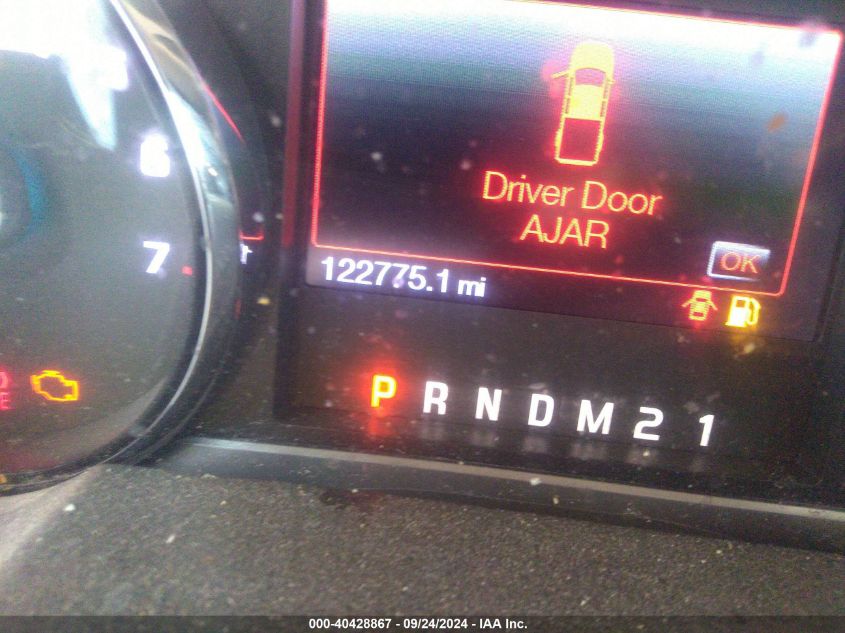 6
7
Driver Door
AJAR
OK
122775.1 mi
P R N D M 2 1
000-40428867 - 09/24/2024 - IAA Inc.